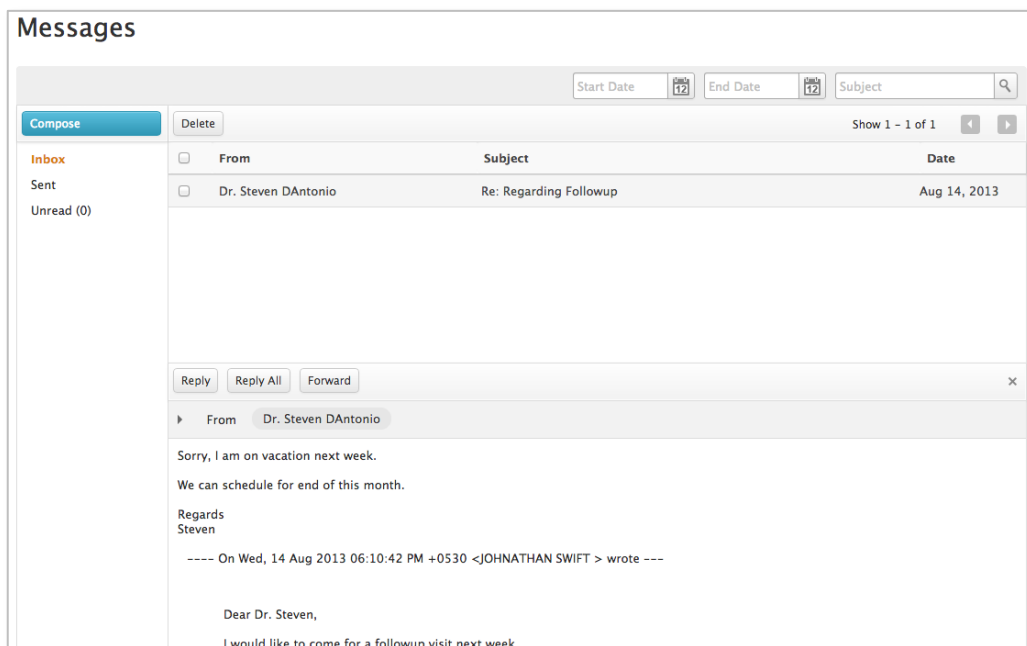 Messages
Start Date 12 End Date 12 Subject
Compose Delete Show 1 - 1 of 1
Inbox From Subject Date
Sent Dr. Steven DAntonio Re: Regarding Followup Aug 14, 2013
Unread (0)
Reply Reply All Forward ×
From Dr. Steven DAntonio
Sorry, I am on vacation next week.
We can schedule for end of this month.
Regards
Steven
---- On Wed, 14 Aug 2013 06:10:42 PM +0530 <JOHNATHAN SWIFT > wrote ---
Dear Dr. Steven,
I would like to come for a followup visit next week